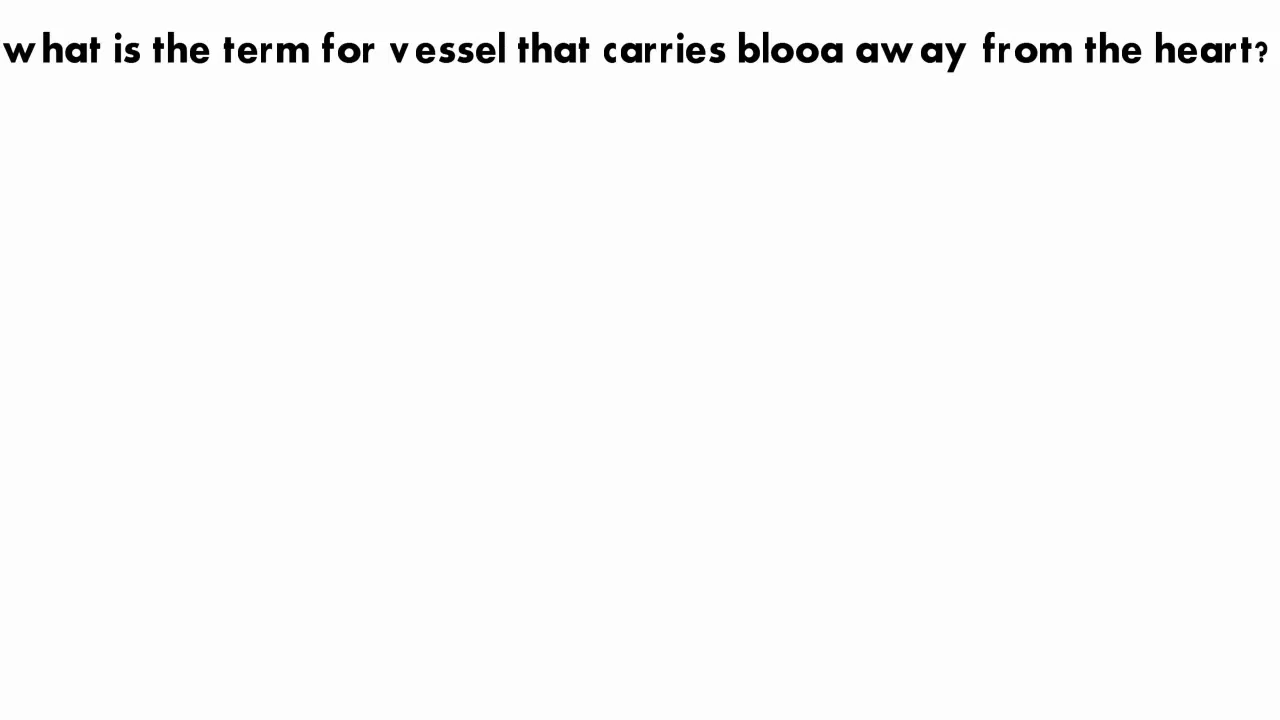 what is the term for vessel that carries blooa away from the heart?